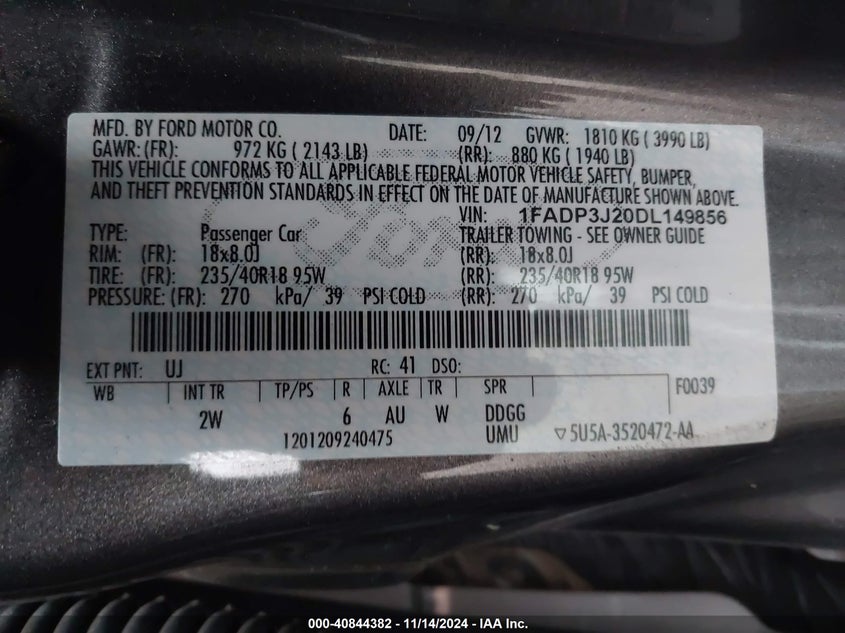 MFD. BY FORD MOTOR CO. DATE: 09/12 GVWR: 1810 KG ( 3990 LB)
GAWR: (FR): 972 KG ( 2143 LB) (RR): 880 KG ( 1940 LB)
THIS VEHICLE CONFORMS TO ALL APPLICABLE FEDERAL MOTOR VEHICLE SAFETY, BUMPER,
AND THEFT PREVENTION STANDARDS IN EFFECT ON THE DATE OF MANUFACTURE SHOWN ABOVE.
VIN: 1FADP3J20DL149856
TYPE: Passenger Car TRAILER TOWING - SEE OWNER GUIDE
RIM: (FR): 18x8.0J (RR): 18x8.0J
TIRE: (FR): 235/40R18 95W (RR): 235/40R18 95W
PRESSURE: (FR): 270 kPa/ 39 PSI COLD (RR): 270 kPa/ 39 PSI COLD
EXT PNT: UJ RC: 41 DSO:
WB INT TR TP/PS R AXLE TR SPR F0039
2W 6 AU W DDGG
1201209240475 UMU ▽5U5A-3520472-AA
000-40844382 - 11/14/2024 - IAA Inc.